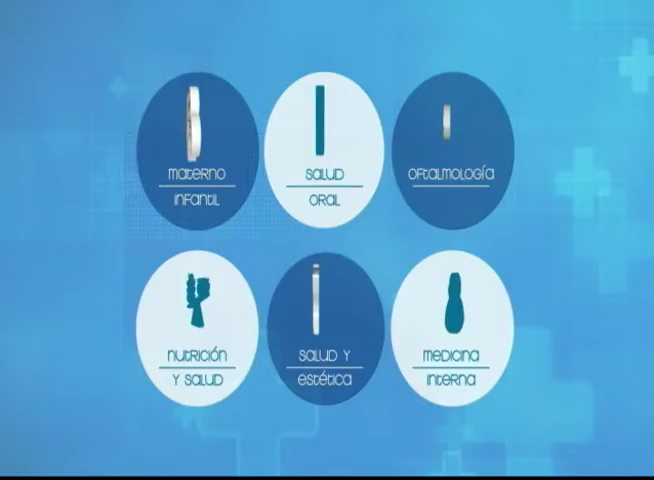 materno
infantil
salud
oral
oftalmología
nutrición
y salud
salud y
estética
medicina
interna